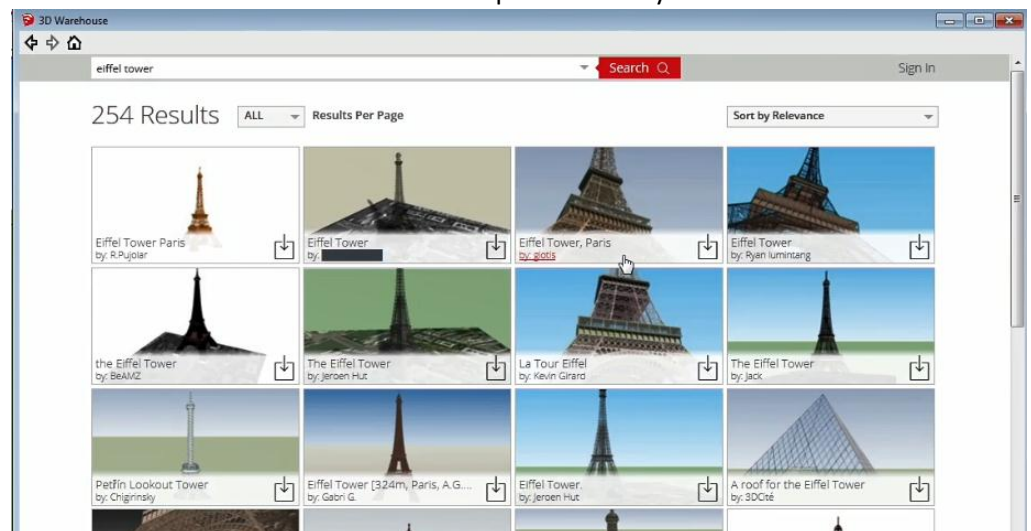 3D Warehouse
eiffel tower
Search
Sign In
254 Results
ALL
Results Per Page
Sort by Relevance
Eiffel Tower Paris
by: R.Pujolar
Eiffel Tower
by:
Eiffel Tower, Paris
by: glotis
Eiffel Tower
by: Ryan lumintang
the Eiffel Tower
by: BeAMZ
The Eiffel Tower
by: Jeroen Hut
La Tour Eiffel
by: Kevin Girard
The Eiffel Tower
by: Jack
Petřín Lookout Tower
by: Chigirinsky
Eiffel Tower [324m, Paris, A.G....
by: Gabri G.
Eiffel Tower.
by: Jeroen Hut
A roof for the Eiffel Tower
by: 3DCité